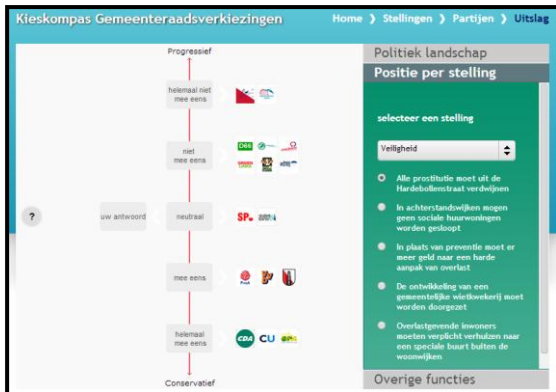 Kieskompas Gemeenteraadsverkiezingen
Home ❯ Stellingen ❯ Partijen ❯ Uitslag
Progressief
helemaal niet
mee eens
niet
mee eens
D66
?
uw antwoord
neutraal
SP.
mee eens
PvdA
helemaal
mee eens
CDA
CU
Conservatief
Politiek landschap
Positie per stelling
selecteer een stelling
Veiligheid
Alle prostitutie moet uit de
Hardebollenstraat verdwijnen
In achterstandswijken mogen
geen sociale huurwoningen
worden gesloopt
In plaats van preventie moet er
meer geld naar een harde
aanpak van overlast
De ontwikkeling van een
gemeentelijke wietkwekerij moet
worden doorgezet
Overlastgevende inwoners
moeten verplicht verhuizen naar
een speciale buurt buiten de
woonwijken
Overige functies